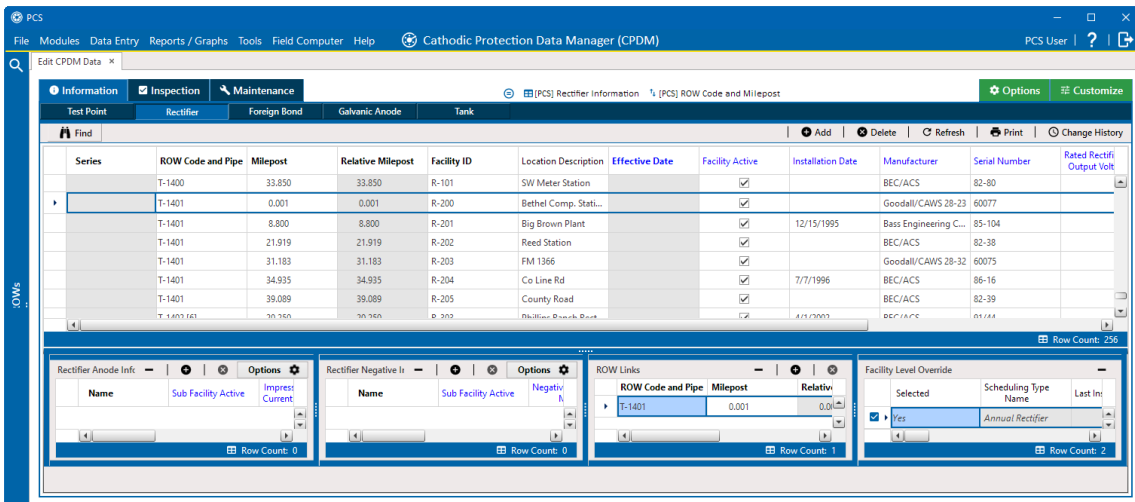 PCS
File Modules Data Entry Reports / Graphs Tools Field Computer Help Cathodic Protection Data Manager (CPDM) PCS User | ? |
Edit CPDM Data ×
Information Inspection Maintenance [PCS] Rectifier Information [PCS] ROW Code and Milepost Options Customize
Test Point Rectifier Foreign Bond Galvanic Anode Tank
Find | Add | Delete | Refresh | Print | Change History
Series ROW Code and Pipe Milepost Relative Milepost Facility ID Location Description Effective Date Facility Active Installation Date Manufacturer Serial Number Rated Rectifi
Output Volt
T-1400 33.850 33.850 R-101 SW Meter Station BEC/ACS 82-80
T-1401 0.001 0.001 R-200 Bethel Comp. Stati... Goodall/CAWS 28-23 60077
T-1401 8.800 8.800 R-201 Big Brown Plant 12/15/1995 Bass Engineering C... 85-104
T-1401 21.919 21.919 R-202 Reed Station BEC/ACS 82-38
T-1401 31.183 31.183 R-203 FM 1366 Goodall/CAWS 28-32 60075
T-1401 34.935 34.935 R-204 Co Line Rd 7/7/1996 BEC/ACS 86-16
T-1401 39.089 39.089 R-205 County Road BEC/ACS 82-39
Row Count: 256
Rectifier Anode Info | | Options
Name Sub Facility Active Impress
Current
Row Count: 0
Rectifier Negative Ir | | Options
Name Sub Facility Active Negativ
Row Count: 0
ROW Links
ROW Code and Pipe Milepost Relative
T-1401 0.001 0.00
Row Count: 1
Facility Level Override
Selected Scheduling Type
Name Last Ins
Yes Annual Rectifier
Row Count: 2